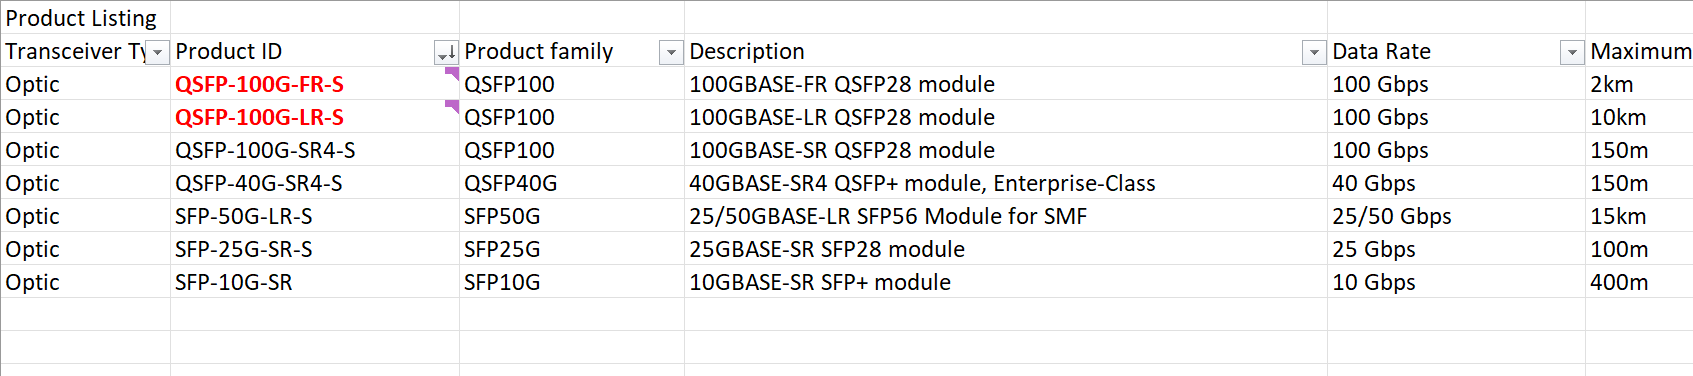 Product Listing
Transceiver Ty Product ID Product family Description Data Rate Maximum
Optic QSFP-100G-FR-S QSFP100 100GBASE-FR QSFP28 module 100 Gbps 2km
Optic QSFP-100G-LR-S QSFP100 100GBASE-LR QSFP28 module 100 Gbps 10km
Optic QSFP-100G-SR4-S QSFP100 100GBASE-SR QSFP28 module 100 Gbps 150m
Optic QSFP-40G-SR4-S QSFP40G 40GBASE-SR4 QSFP+ module, Enterprise-Class 40 Gbps 150m
Optic SFP-50G-LR-S SFP50G 25/50GBASE-LR SFP56 Module for SMF 25/50 Gbps 15km
Optic SFP-25G-SR-S SFP25G 25GBASE-SR SFP28 module 25 Gbps 100m
Optic SFP-10G-SR SFP10G 10GBASE-SR SFP+ module 10 Gbps 400m